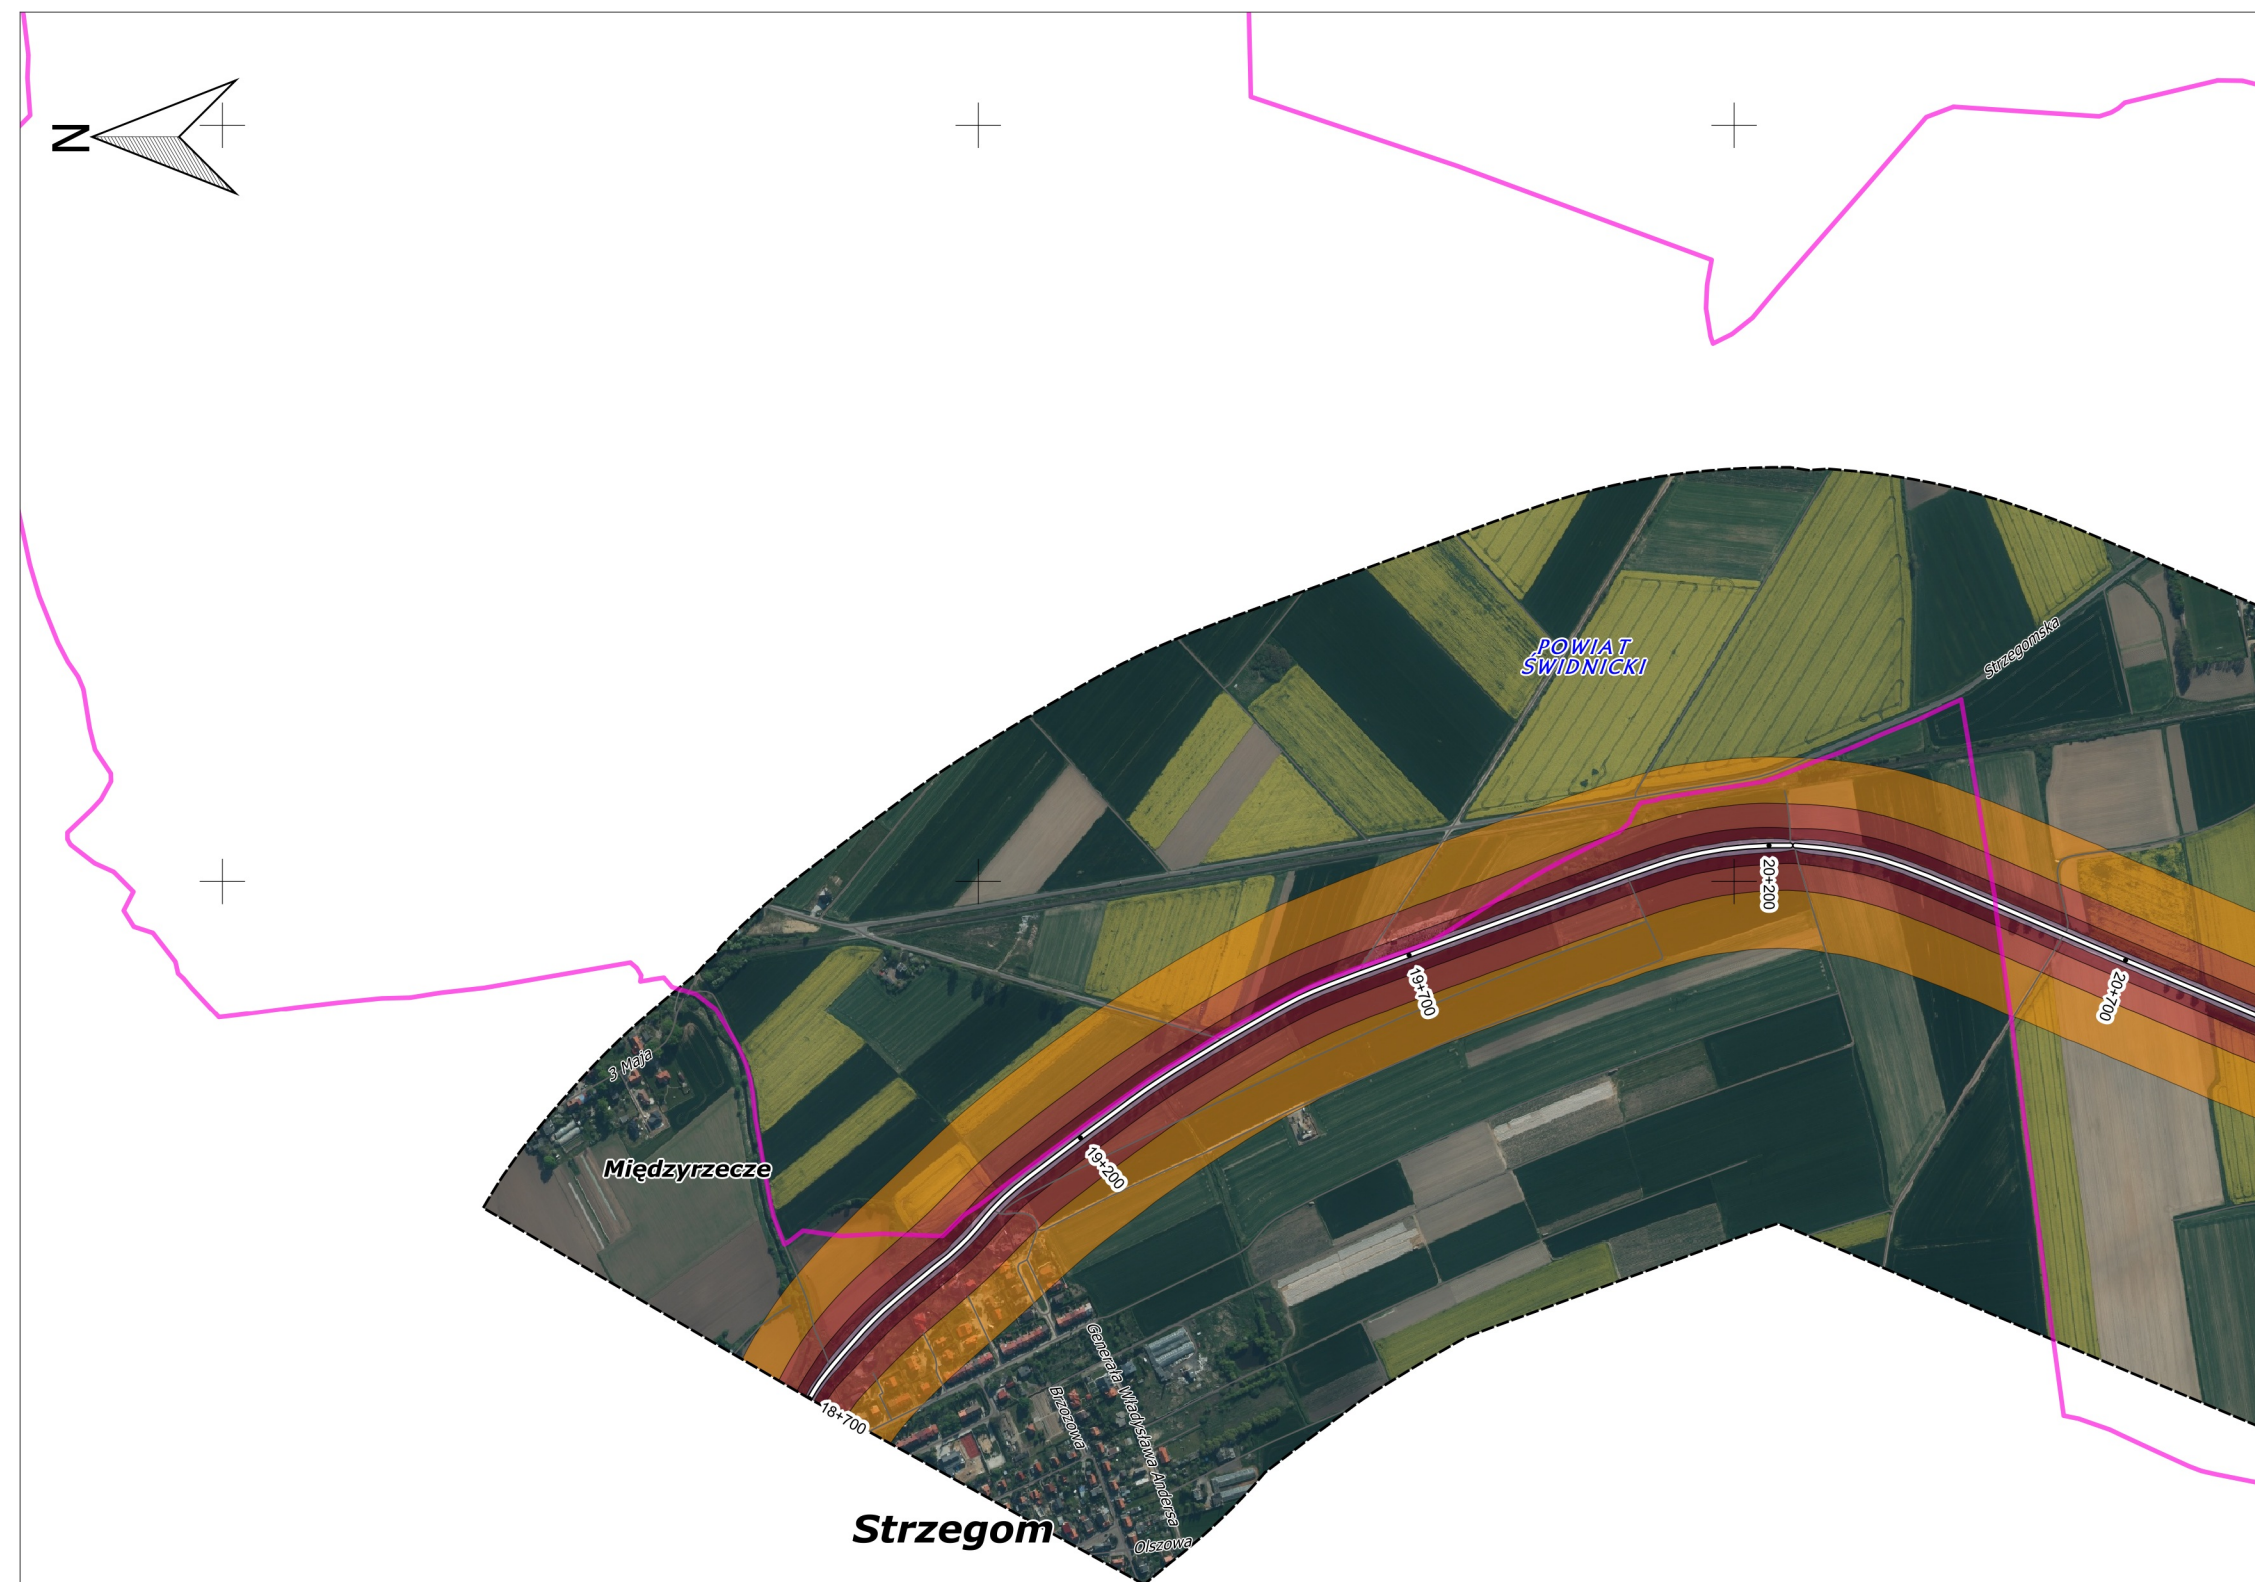 N
POWIAT
ŚWIDNICKI
Strzegomska
20+200
19+700
20+700
3 Maja
Międzyrzecze
19+200
18+700
Generała Władysława Andersa
Brzozowa
Strzegom
Olszowa